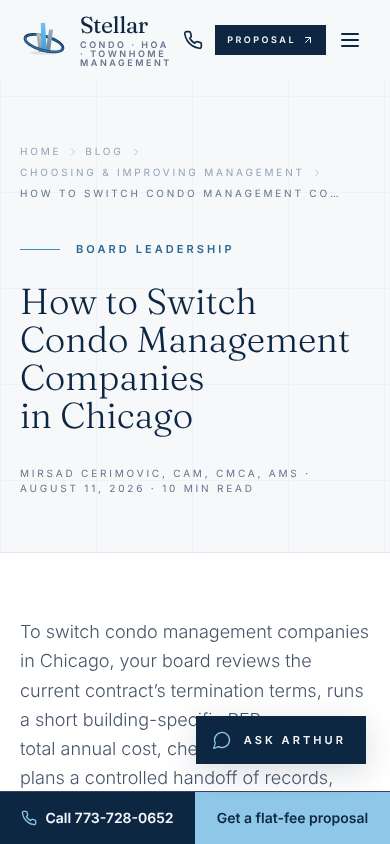 Stellar
CONDO · HOA
· TOWNHOME
MANAGEMENT
PROPOSAL
HOME
BLOG
CHOOSING & IMPROVING MANAGEMENT
HOW TO SWITCH CONDO MANAGEMENT CO…
BOARD LEADERSHIP
How to Switch
Condo Management
Companies
in Chicago
MIRSAD CERIMOVIC, CAM, CMCA, AMS ·
AUGUST 11, 2026 · 10 MIN READ
To switch condo management companies
in Chicago, your board reviews the
current contract’s termination terms, runs
a short
total annual cost,
plans a controlled handoff of records,
ASK ARTHUR
Call 773-728-0652
Get a flat-fee proposal